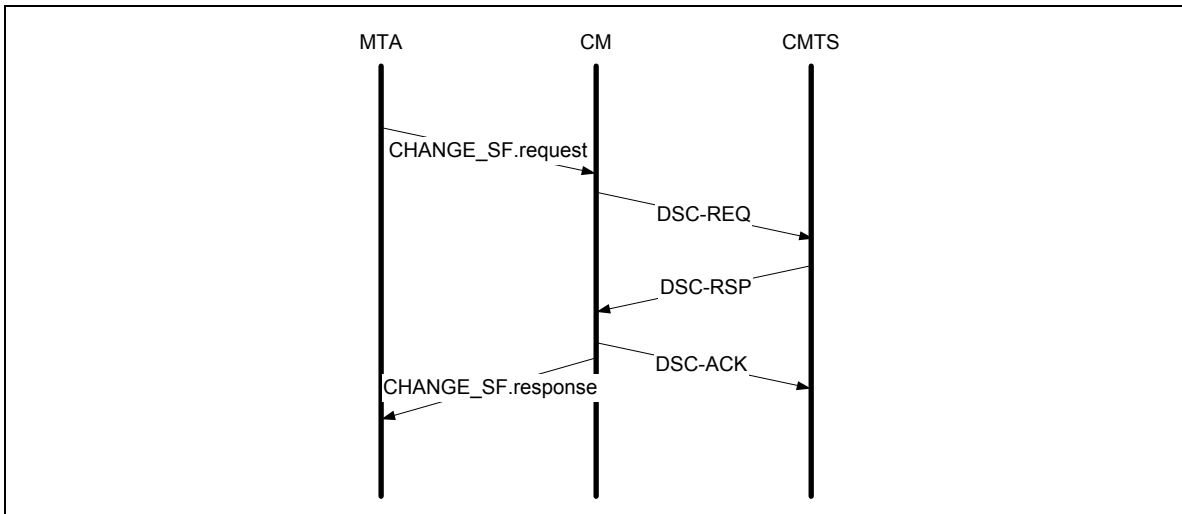 MTA CM CMTS
CHANGE_SF.request
DSC-REQ
DSC-RSP
DSC-ACK
CHANGE_SF.response